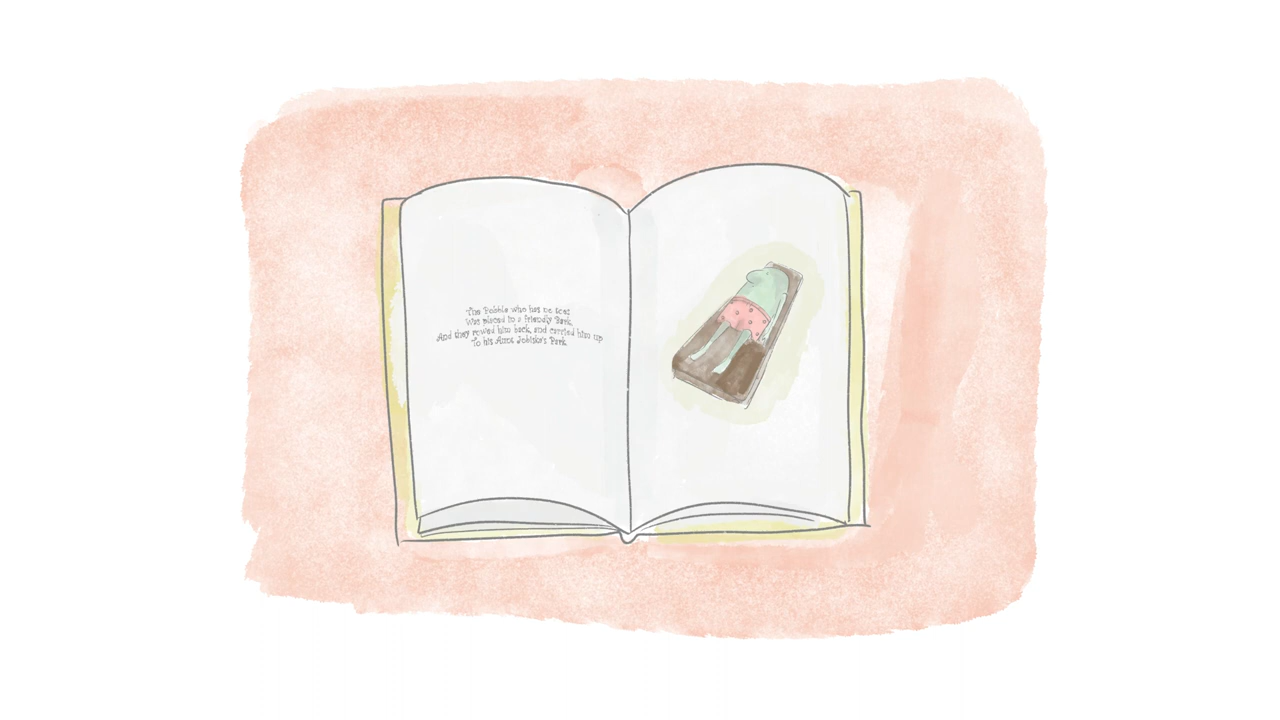 The Pobble who has no toes
Was placed in a friendly Bark,
And they rowed him back, and carried him up
To his Aunt Jobiska's Park.